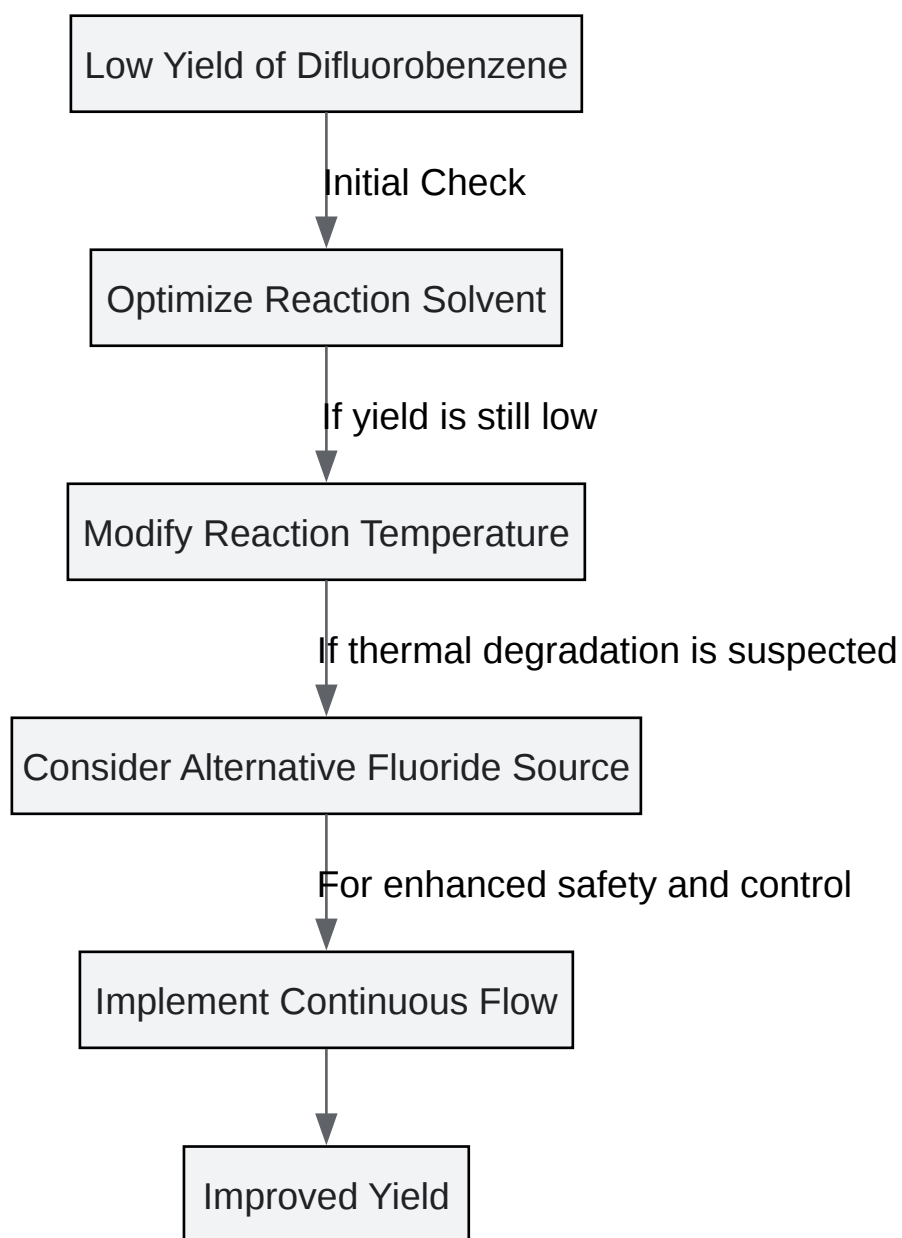 Low Yield of Difluorobenzene
Initial Check
Optimize Reaction Solvent
If yield is still low
Modify Reaction Temperature
If thermal degradation is suspected
Consider Alternative Fluoride Source
For enhanced safety and control
Implement Continuous Flow
Improved Yield